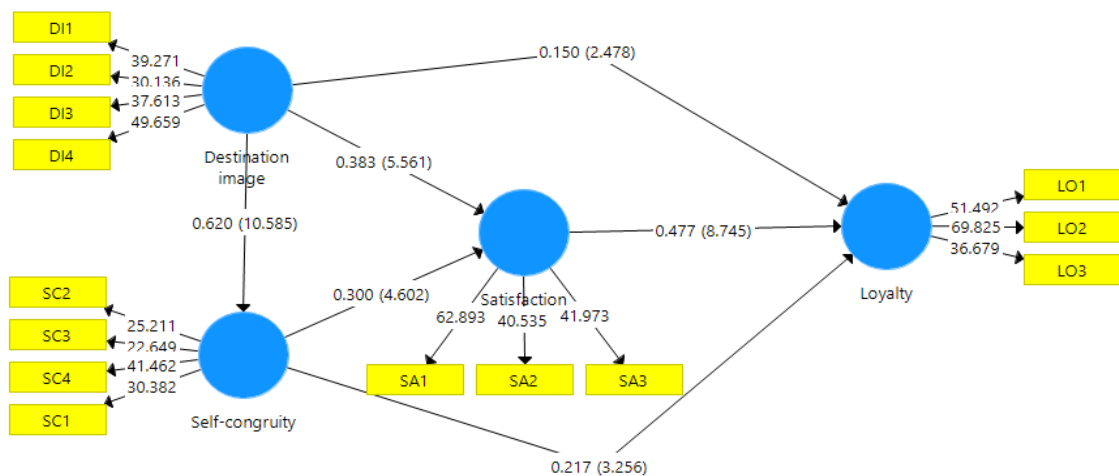 DI1
39.271
DI2
30.136
DI3
37.613
DI4
49.659
Destination
image
0.150 (2.478)
0.383 (5.561)
0.620 (10.585)
SC2
25.211
SC3
22.649
SC4
41.462
SC1
30.382
Self-congruity
0.300 (4.602)
Satisfaction
62.893
40.535
41.973
SA1
SA2
SA3
0.477 (8.745)
0.217 (3.256)
Loyalty
51.492
LO1
69.825
LO2
36.679
LO3